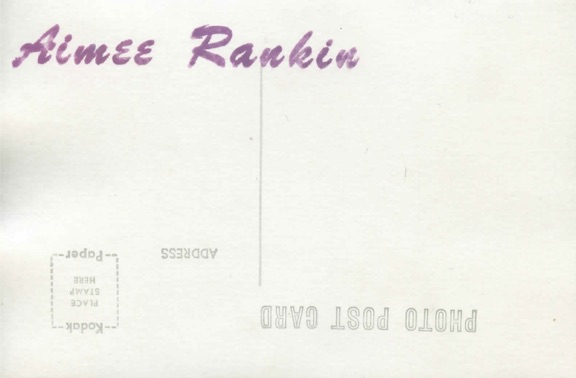 Aimee Rankin
PHOTO POST CARD
ADDRESS
Kodak
PLACE
STAMP
HERE
Paper